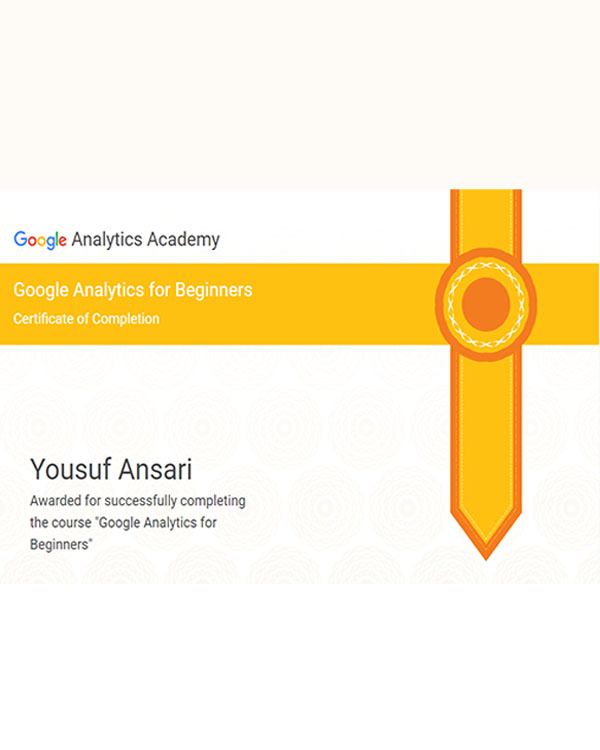 Google Analytics Academy
Google Analytics for Beginners
Certificate of Completion
Yousuf Ansari
Awarded for successfully completing
the course "Google Analytics for
Beginners"